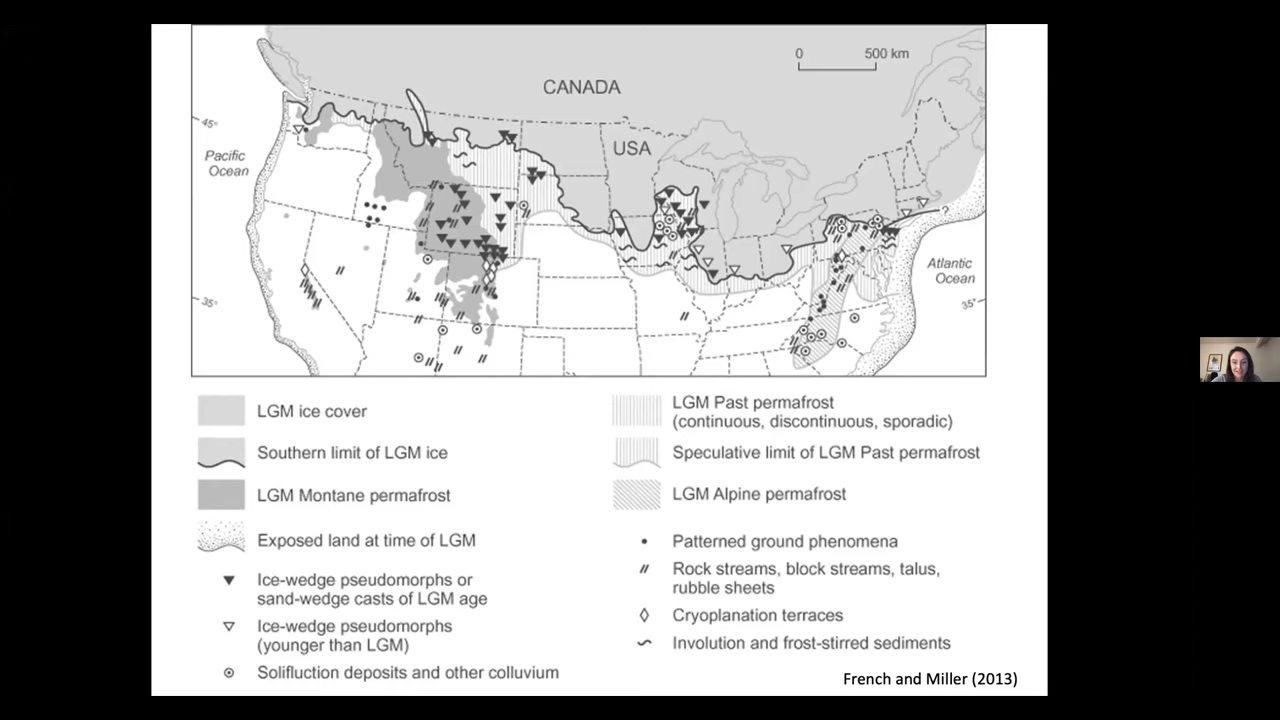 0 500 km
CANADA
45°
USA
Pacific
Ocean
?
Atlantic
Ocean
35°
35°
LGM ice cover
Southern limit of LGM ice
LGM Montane permafrost
Exposed land at time of LGM
Ice-wedge pseudomorphs or
sand-wedge casts of LGM age
Ice-wedge pseudomorphs
(younger than LGM)
Solifluction deposits and other colluvium
LGM Past permafrost
(continuous, discontinuous, sporadic)
Speculative limit of LGM Past permafrost
LGM Alpine permafrost
Patterned ground phenomena
Rock streams, block streams, talus,
rubble sheets
Cryoplanation terraces
Involution and frost-stirred sediments
French and Miller (2013)